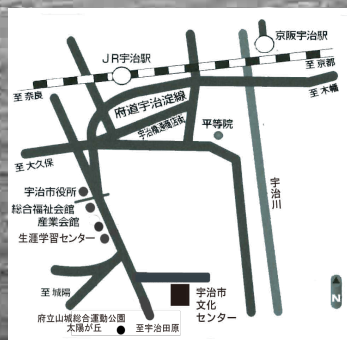 京阪宇治駅
JR宇治駅
至京都
至奈良
至木幡
府道宇治淀線
宇治橋通商店街
平等院
至大久保
宇治川
宇治市役所
総合福祉会館
産業会館
生涯学習センター
至城陽
宇治市
文化
センター
府立山城総合運動公園
太陽が丘
至宇治田原
N